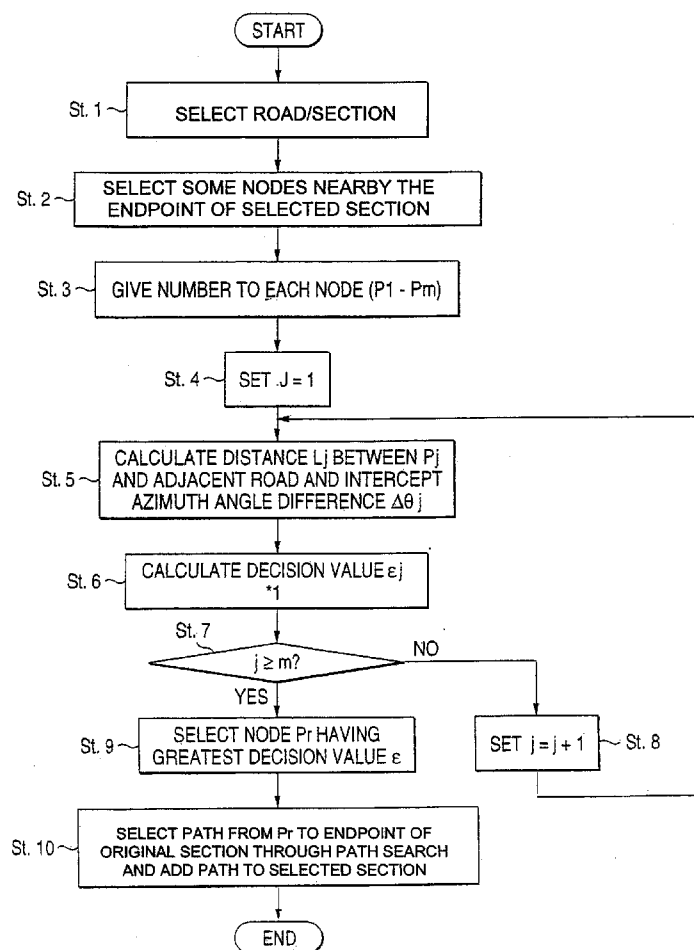 START
St. 1
SELECT ROAD/SECTION
St. 2
SELECT SOME NODES NEARBY THE
ENDPOINT OF SELECTED SECTION
St. 3
GIVE NUMBER TO EACH NODE (P1 - Pm)
St. 4
SET .J = 1
St. 5
CALCULATE DISTANCE Lj BETWEEN Pj
AND ADJACENT ROAD AND INTERCEPT
AZIMUTH ANGLE DIFFERENCE Δθ j
St. 6
CALCULATE DECISION VALUE εj
*1
St. 7
j ≥ m?
NO
YES
St. 8
SET j = j + 1
St. 9
SELECT NODE Pr HAVING
GREATEST DECISION VALUE ε
St. 10
SELECT PATH FROM Pr TO ENDPOINT OF
ORIGINAL SECTION THROUGH PATH SEARCH
AND ADD PATH TO SELECTED SECTION
END